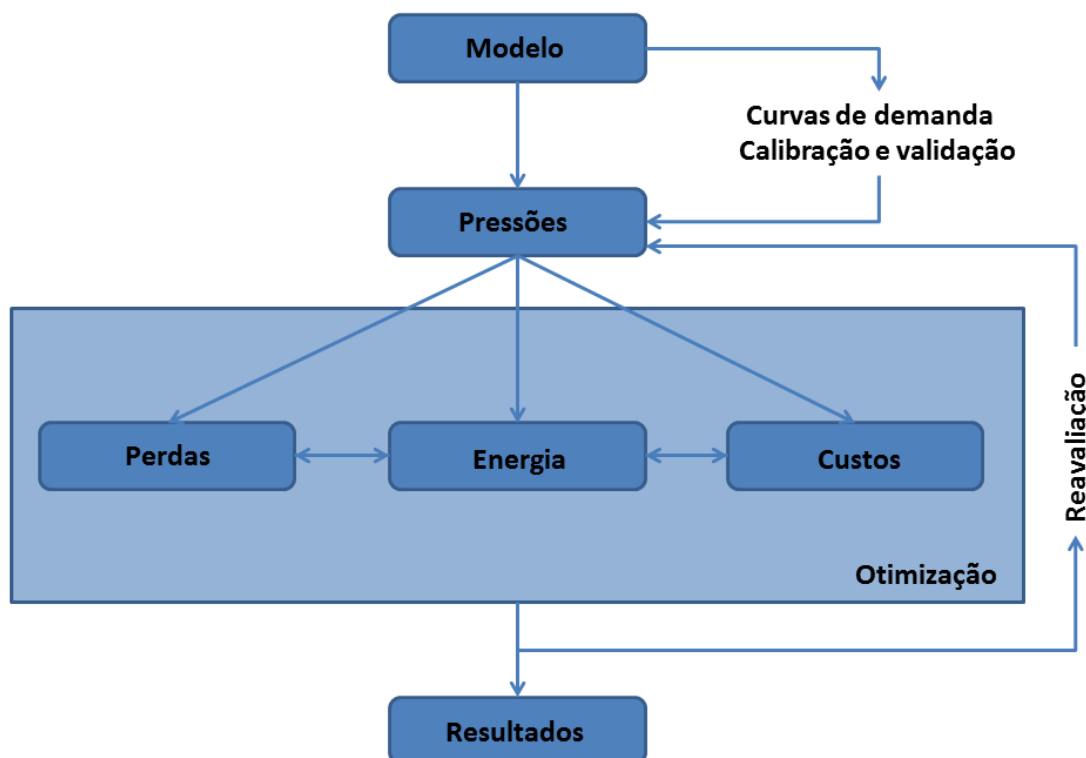 Modelo
Curvas de demanda
Calibração e validação
Pressões
Perdas
Energia
Custos
Reavaliação
Otimização
Resultados